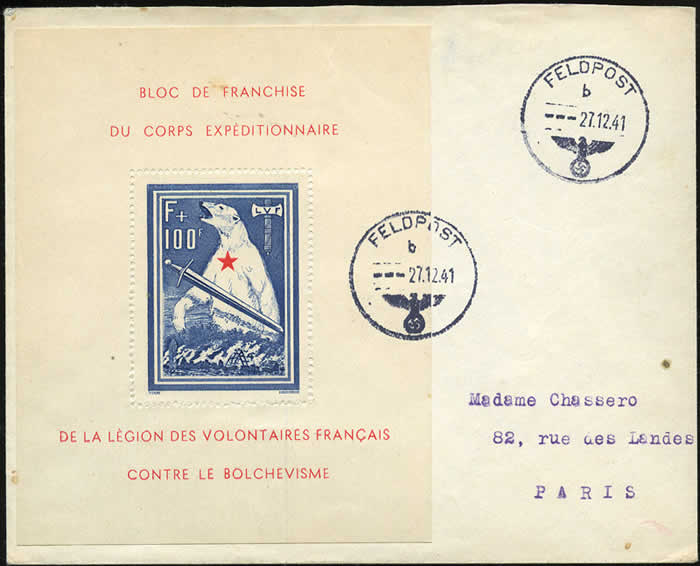 BLOC DE FRANCHISE
DU CORPS EXPÉDITIONNAIRE
F+
100F
LVF
DE LA LÈGION DES VOLONTAIRES FRANÇAIS
CONTRE LE BOLCHEVISME
FELDPOST
b
--- 27.12.41
FELDPOST
b
--- 27.12.41
Madame Chassero
82, rue des Landes
PARIS